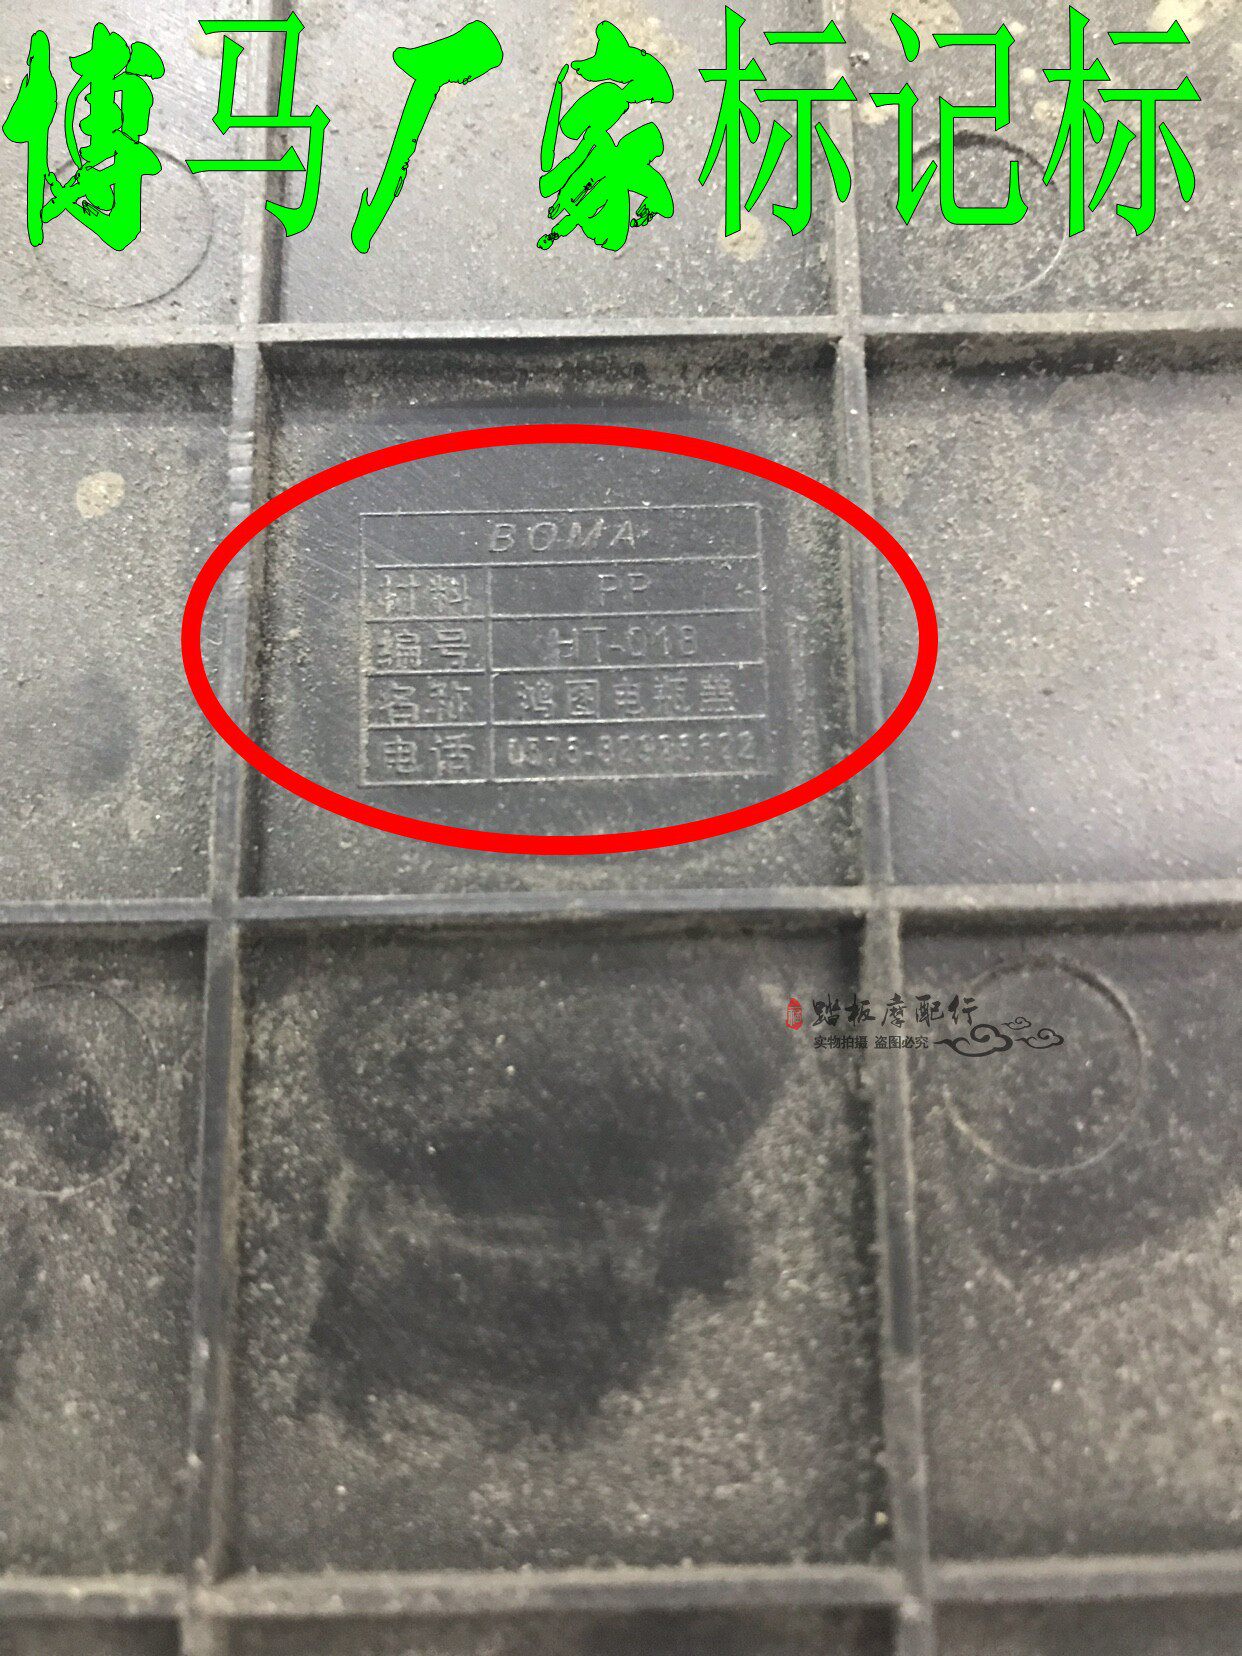 博马厂家标记标
BOMA
材料 PP
编号 HT-018
名称 鸿图电瓶盖
电话
踏板摩配行
实物拍摄 盗图必究